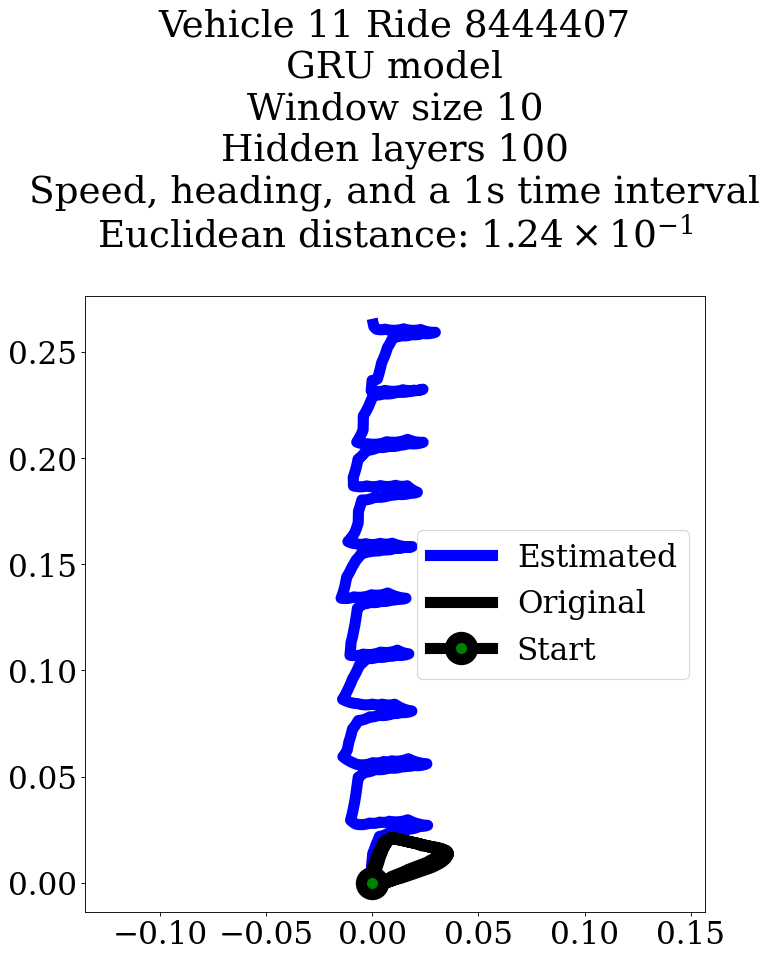 Vehicle 11 Ride 8444407
GRU model
Window size 10
Hidden layers 100
Speed, heading, and a 1s time interval
Euclidean distance: 1.24 × 10⁻¹
0.25
0.20
0.15
0.10
0.05
0.00
Estimated
Original
Start
−0.10 −0.05 0.00 0.05 0.10 0.15